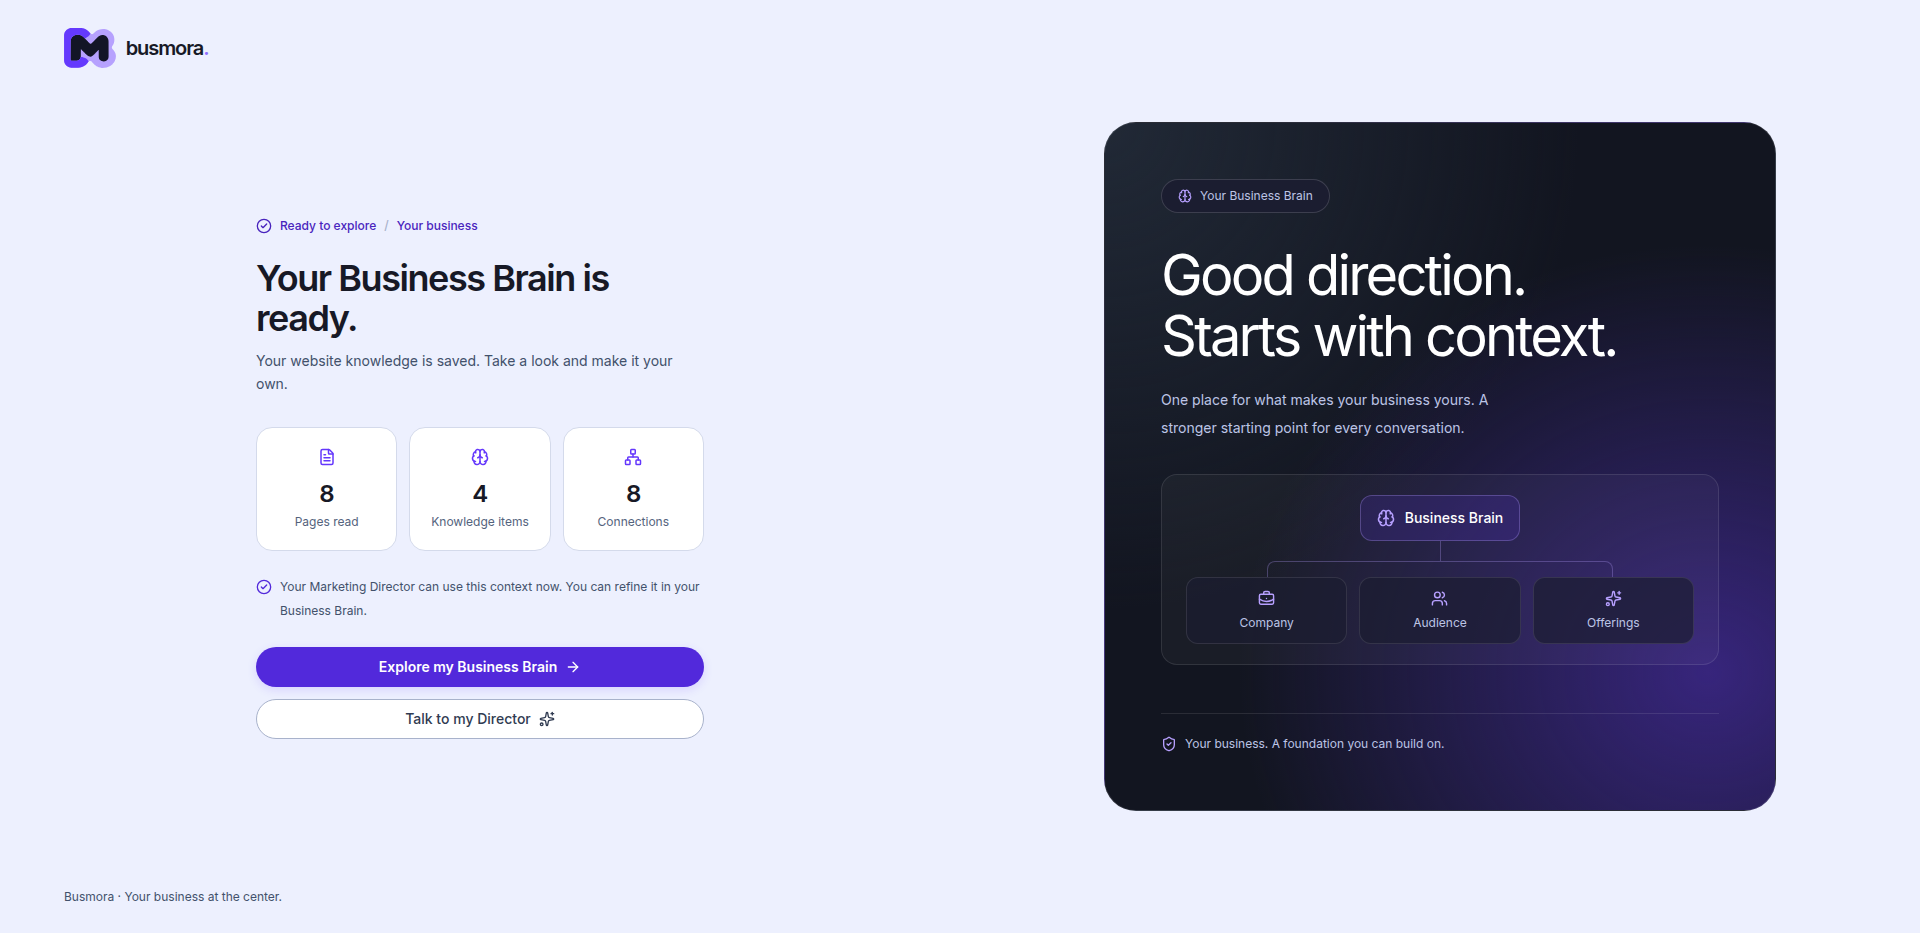 busmora.
Ready to explore / Your business
Your Business Brain is
ready.
Your website knowledge is saved. Take a look and make it your
own.
8
Pages read
4
Knowledge items
8
Connections
Your Marketing Director can use this context now. You can refine it in your
Business Brain.
Explore my Business Brain
Talk to my Director
Your Business Brain
Good direction.
Starts with context.
One place for what makes your business yours. A
stronger starting point for every conversation.
Business Brain
Company
Audience
Offerings
Your business. A foundation you can build on.
Busmora · Your business at the center.